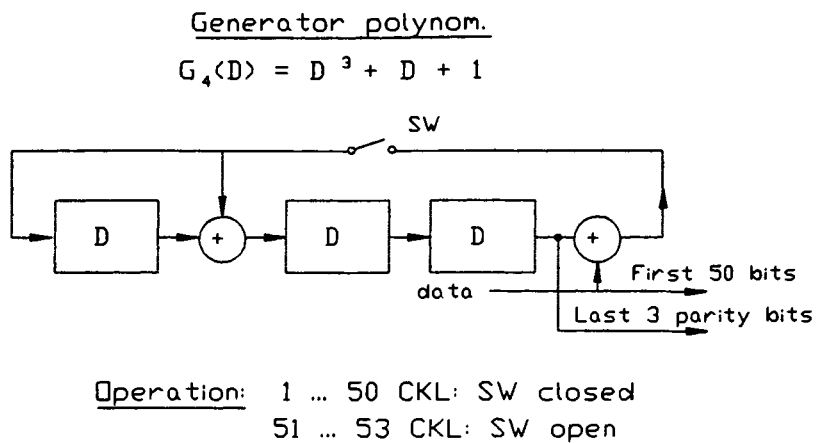 Generator polynom.
G₄(D) = D³ + D + 1
SW
D
+
D
D
+
First 50 bits
data
Last 3 parity bits
Operation: 1 ... 50 CKL: SW closed
51 ... 53 CKL: SW open